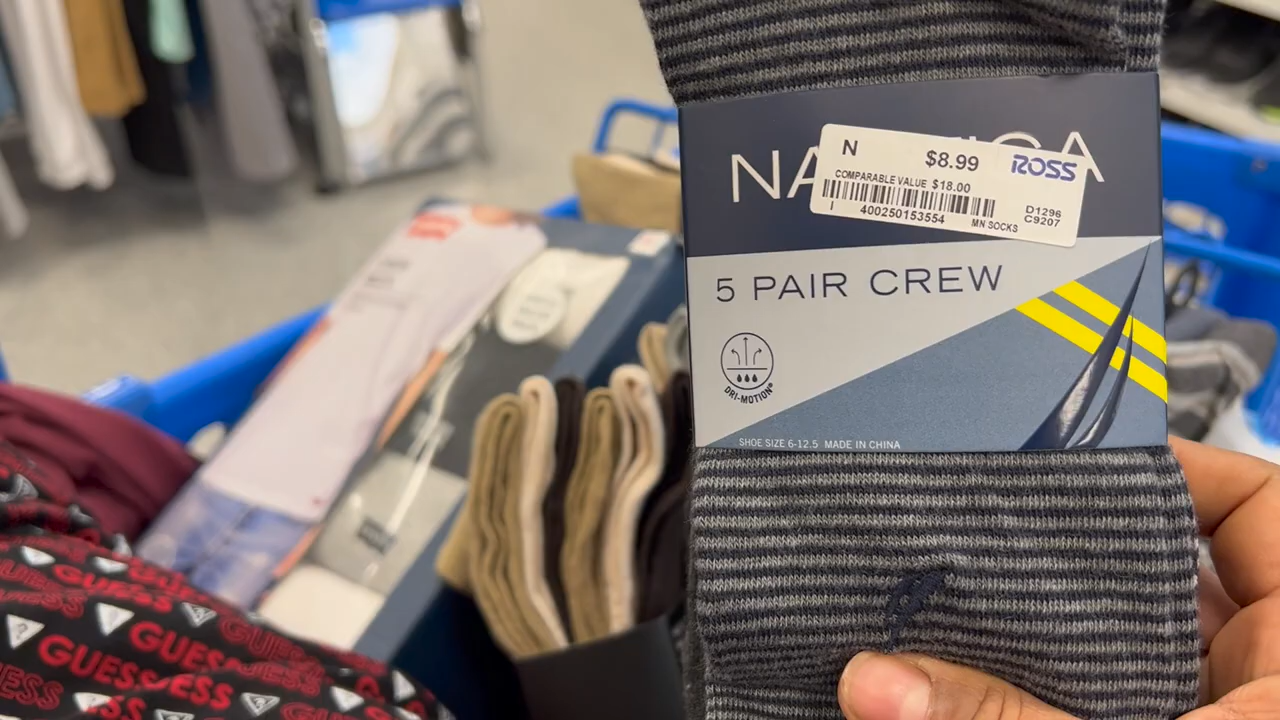 NA A
N $8.99 ROSS
COMPARABLE VALUE $18.00
I 400250153554 MN SOCKS
D1296
C9207
5 PAIR CREW
DRI-MOTION®
SHOE SIZE 6-12.5 MADE IN CHINA
GUESS
GUESS
GUESS